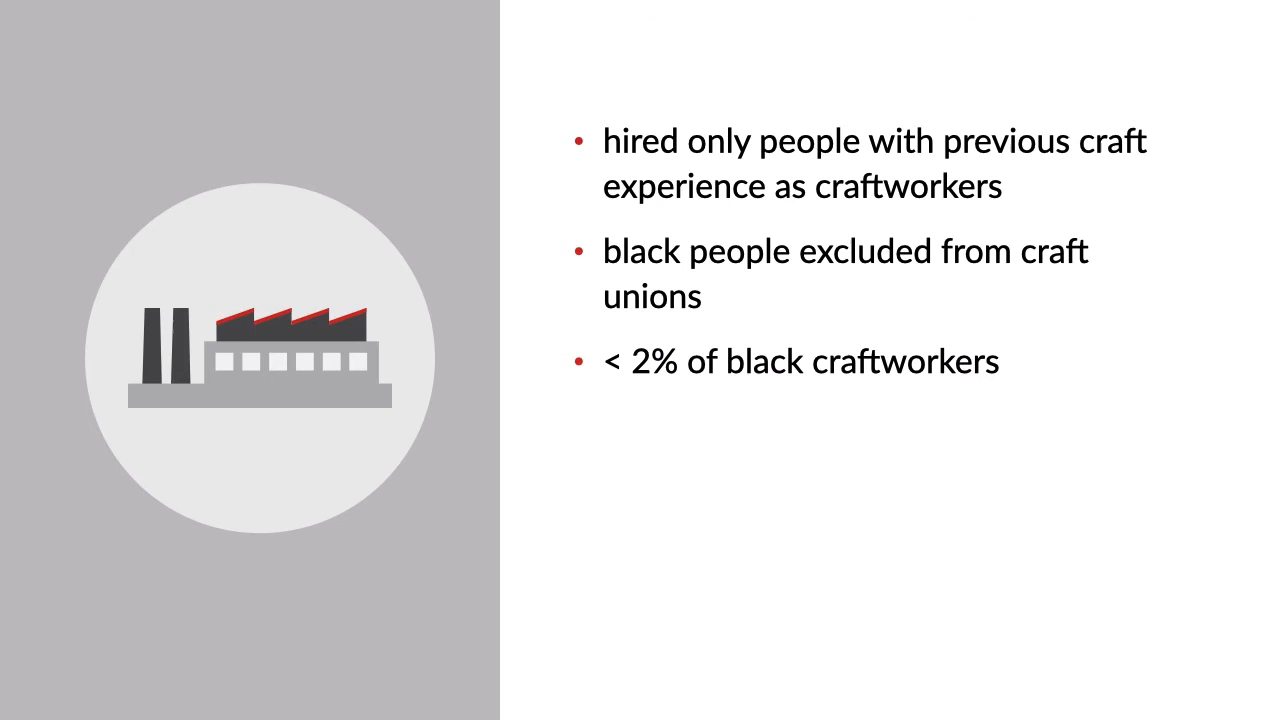 • hired only people with previous craft
experience as craftworkers
• black people excluded from craft
unions
• < 2% of black craftworkers